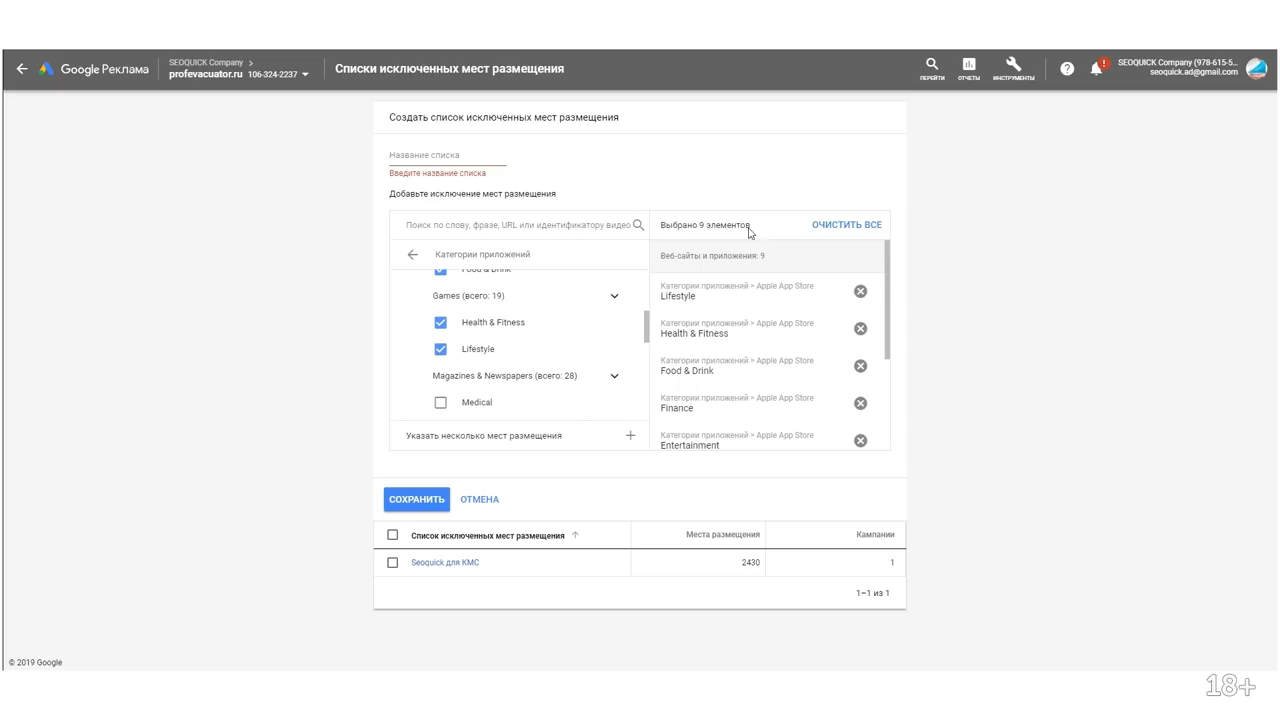 Google Реклама
SEOQUICK Company
profevacuator.ru 106-324-2237
Списки исключенных мест размещения
ПЕРЕЙТИ
ОТЧЕТЫ
ИНСТРУМЕНТЫ
SEOQUICK Company (978-615-5...
seoquick.ad@gmail.com
Создать список исключенных мест размещения
Название списка
Введите название списка
Добавьте исключение мест размещения
Поиск по слову, фразе, URL или идентификатору видео
Категории приложений
Food & Drink
Games (всего: 19)
Health & Fitness
Lifestyle
Magazines & Newspapers (всего: 28)
Medical
Указать несколько мест размещения
Выбрано 9 элементов
ОЧИСТИТЬ ВСЕ
Веб-сайты и приложения: 9
Категории приложений > Apple App Store
Lifestyle
Категории приложений > Apple App Store
Health & Fitness
Категории приложений > Apple App Store
Food & Drink
Категории приложений > Apple App Store
Finance
Категории приложений > Apple App Store
Entertainment
СОХРАНИТЬ
ОТМЕНА
Список исключенных мест размещения
Места размещения
Кампании
Seoquick для КМС
2430
1
1–1 из 1
© 2019 Google
18+